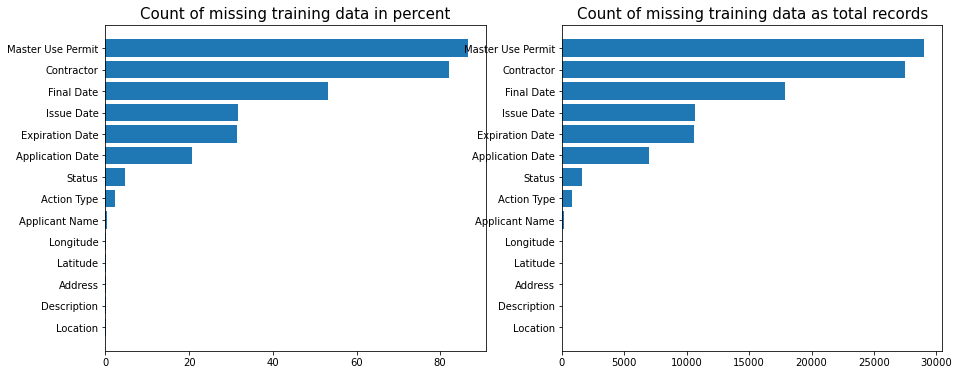 Count of missing training data in percent
Master Use Permit
Contractor
Final Date
Issue Date
Expiration Date
Application Date
Status
Action Type
Applicant Name
Longitude
Latitude
Address
Description
Location
0 20 40 60 80
Count of missing training data as total records
Master Use Permit
Contractor
Final Date
Issue Date
Expiration Date
Application Date
Status
Action Type
Applicant Name
Longitude
Latitude
Address
Description
Location
0 5000 10000 15000 20000 25000 30000